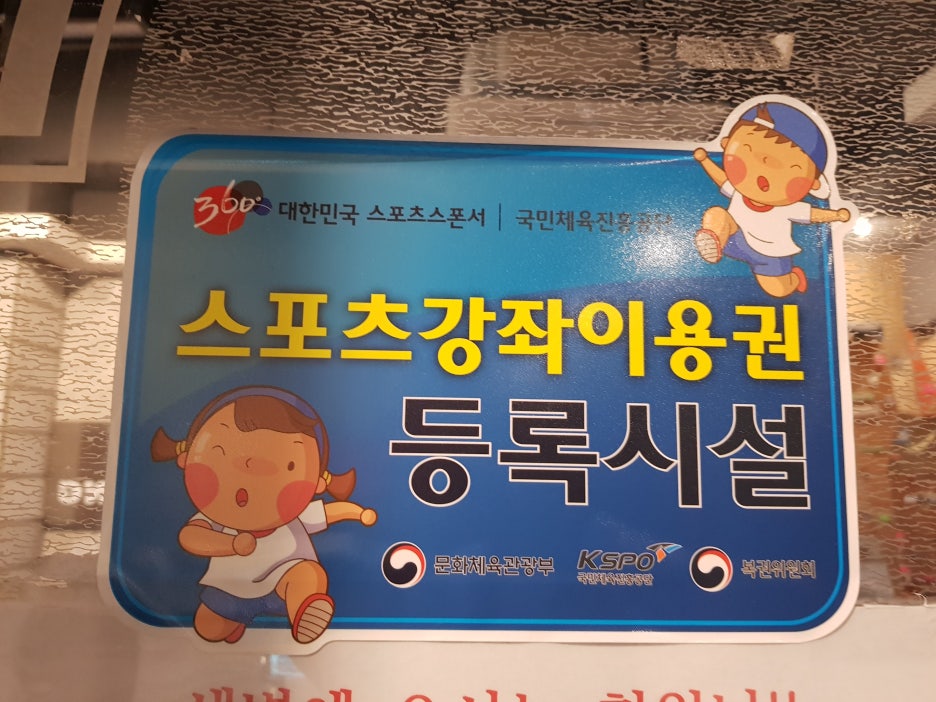 360° 대한민국 스포츠스폰서 | 국민체육진흥공단
스포츠강좌이용권
등록시설
문화체육관광부 KSPO 국민체육진흥공단 복권위원회